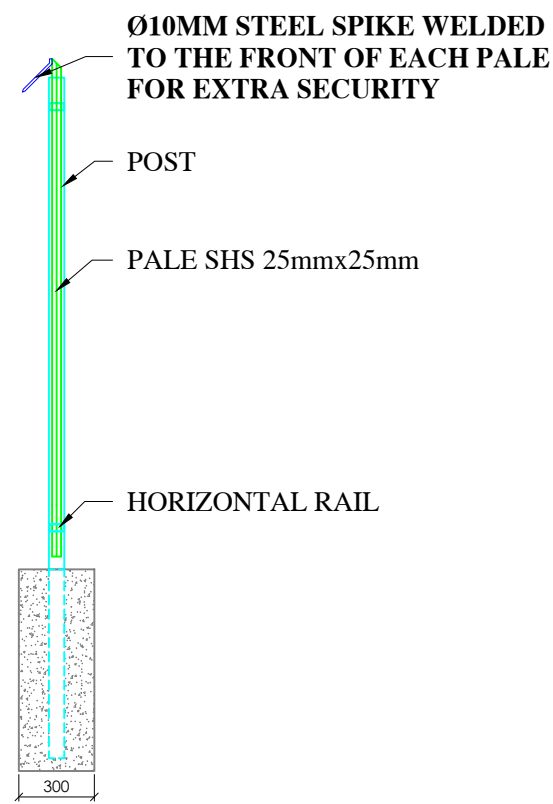 Ø10MM STEEL SPIKE WELDED
TO THE FRONT OF EACH PALE
FOR EXTRA SECURITY
POST
PALE SHS 25mmx25mm
HORIZONTAL RAIL
300